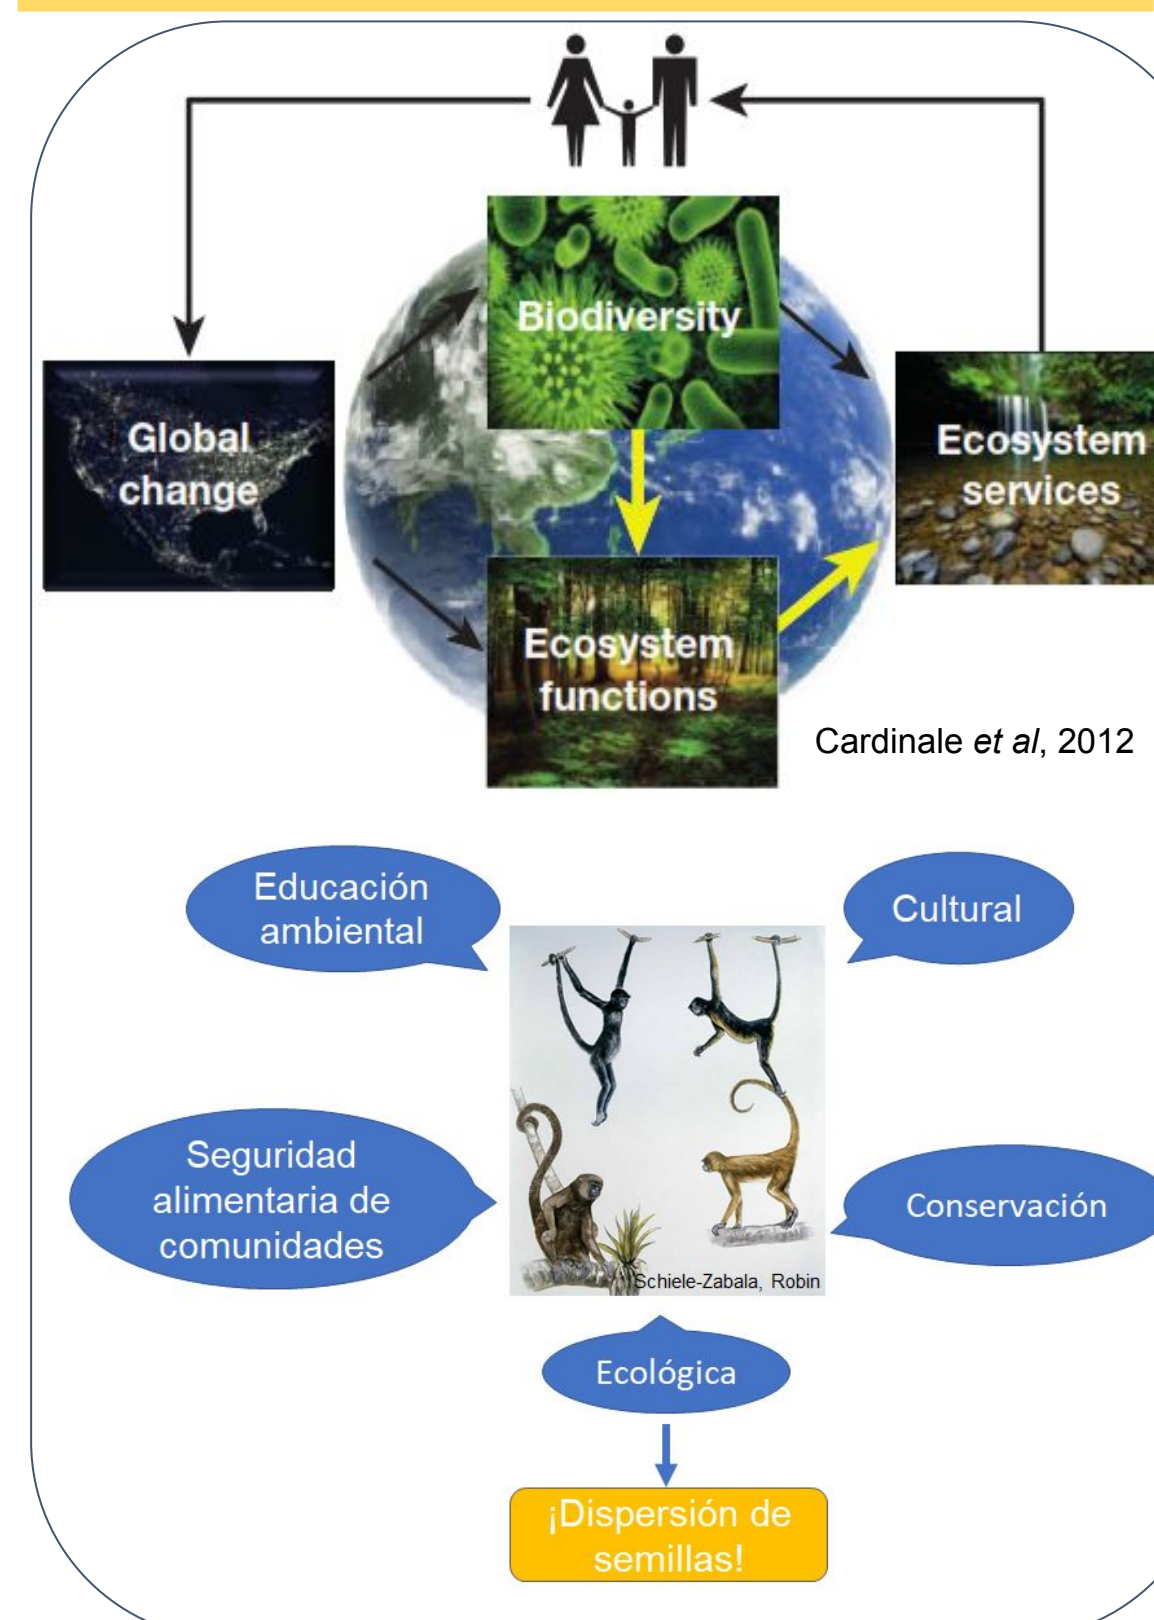 Biodiversity
Global
change
Ecosystem
services
Ecosystem
functions
Cardinale et al, 2012
Educación
ambiental
Cultural
Seguridad
alimentaria de
comunidades
Conservación
Schiele-Zabala, Robin
Ecológica
¡Dispersión de
semillas!